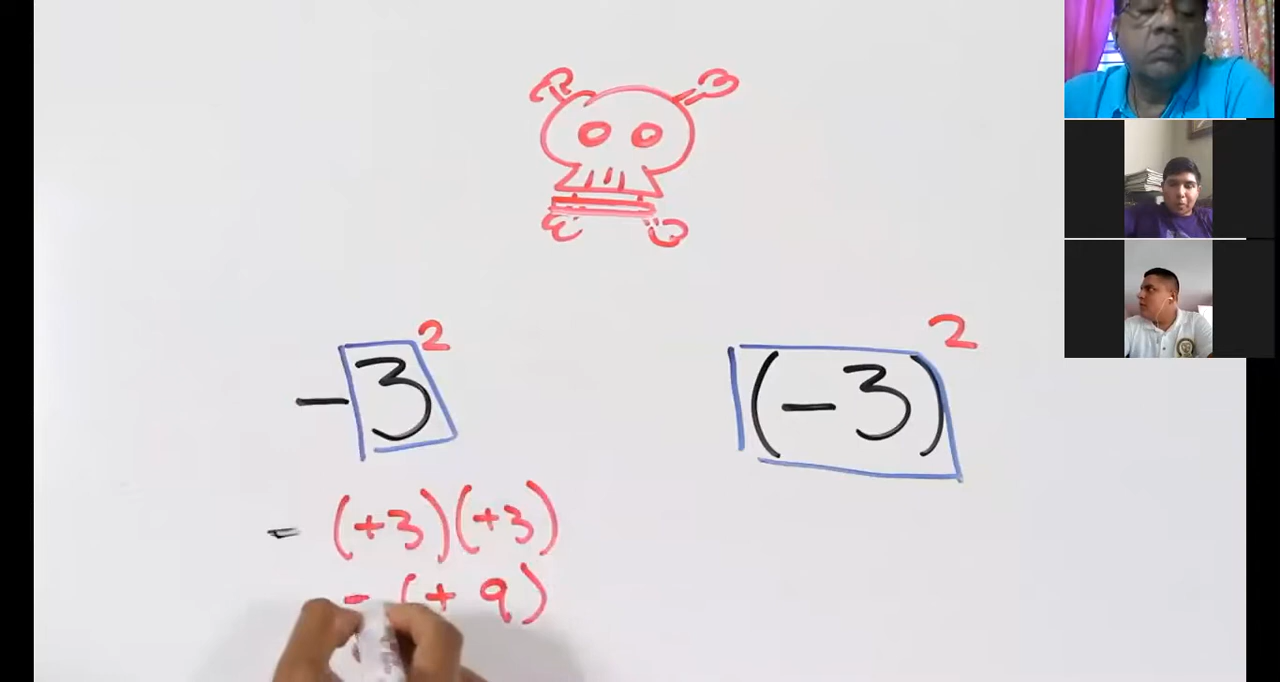 -3²
(-3)²
- (+3)(+3)
- (+ 9)